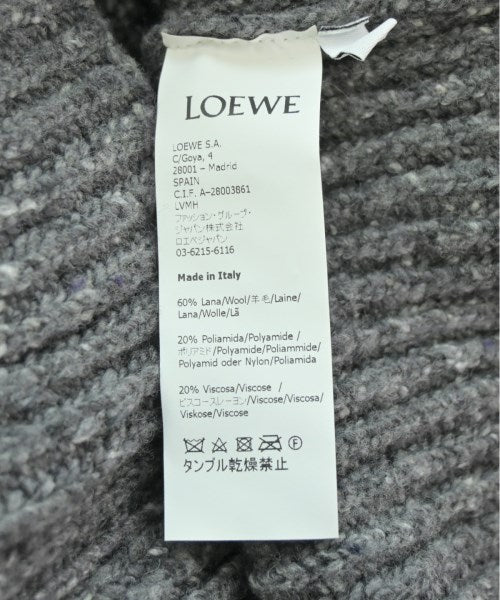 LOEWE
LOEWE S.A.
C/Goya, 4
28001 – Madrid
SPAIN
C.I.F. A-28003861
LVMH
ファッション・グループ・
ジャパン株式会社
ロエベジャパン
03-6215-6116
Made in Italy
60% Lana/Wool/羊毛/Laine/
Lana/Wolle/Lã
20% Poliamida/Polyamide /
ポリアミド/Polyamide/Poliammide/
Polyamid oder Nylon/Poliamida
20% Viscosa/Viscose /
ビスコースレーヨン/Viscose/Viscosa/
Viskose/Viscose
F
タンブル乾燥禁止